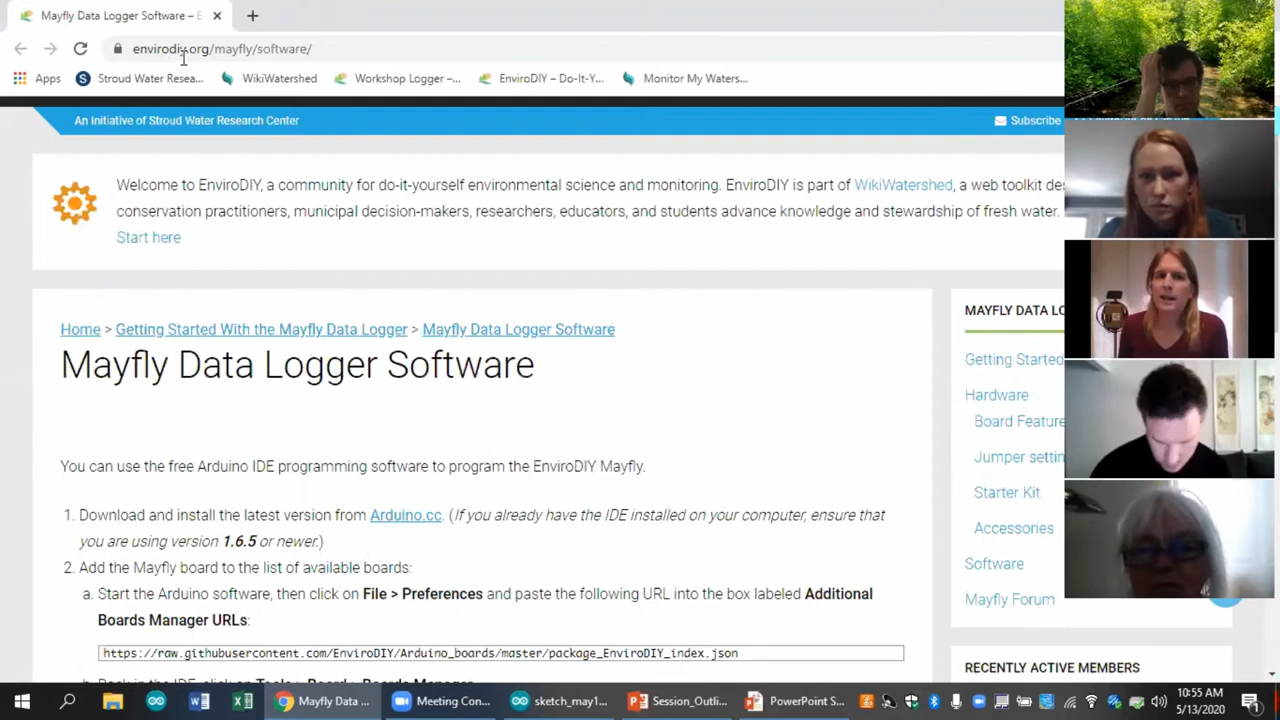 Mayfly Data Logger Software – E
envirodiy.org/mayfly/software/
Apps Stroud Water Resea... WikiWatershed Workshop Logger –... EnviroDIY – Do-It-Y... Monitor My Waters...
An Initiative of Stroud Water Research Center Subscribe
Welcome to EnviroDIY, a community for do-it-yourself environmental science and monitoring. EnviroDIY is part of WikiWatershed, a web toolkit
conservation practitioners, municipal decision-makers, researchers, educators, and students advance knowledge and stewardship of fresh water.
Start here
Home > Getting Started With the Mayfly Data Logger > Mayfly Data Logger Software
Mayfly Data Logger Software
You can use the free Arduino IDE programming software to program the EnviroDIY Mayfly.
1. Download and install the latest version from Arduino.cc. (If you already have the IDE installed on your computer, ensure that
you are using version 1.6.5 or newer.)
2. Add the Mayfly board to the list of available boards:
a. Start the Arduino software, then click on File > Preferences and paste the following URL into the box labeled Additional
Boards Manager URLs:
https://raw.githubusercontent.com/EnviroDIY/Arduino_boards/master/package_EnviroDIY_index.json
MAYFLY DATA LO
Getting Started
Hardware
Board Feature
Jumper settin
Starter Kit
Accessories
Software
Mayfly Forum
RECENTLY ACTIVE MEMBERS
Mayfly Data ... Meeting Con... sketch_may1... Session_Outli... PowerPoint S...
10:55 AM
5/13/2020